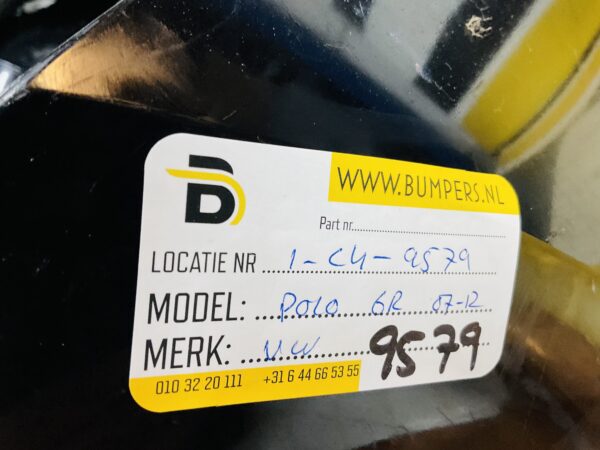 WWW.BUMPERS.NL
Part nr.
LOCATIE NR 1-C4-9579
MODEL: POLO 6R 07-12
MERK: VW 9579
010 32 20 111 +31 6 44 66 53 55